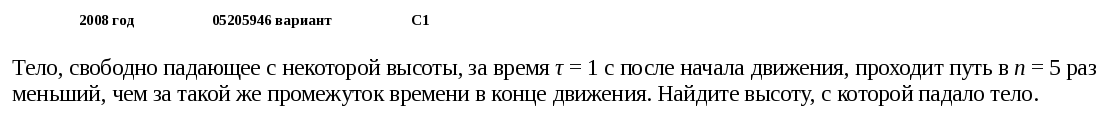 2008 год 05205946 вариант С1
Тело, свободно падающее с некоторой высоты, за время τ = 1 с после начала движения, проходит путь в n = 5 раз
меньший, чем за такой же промежуток времени в конце движения. Найдите высоту, с которой падало тело.